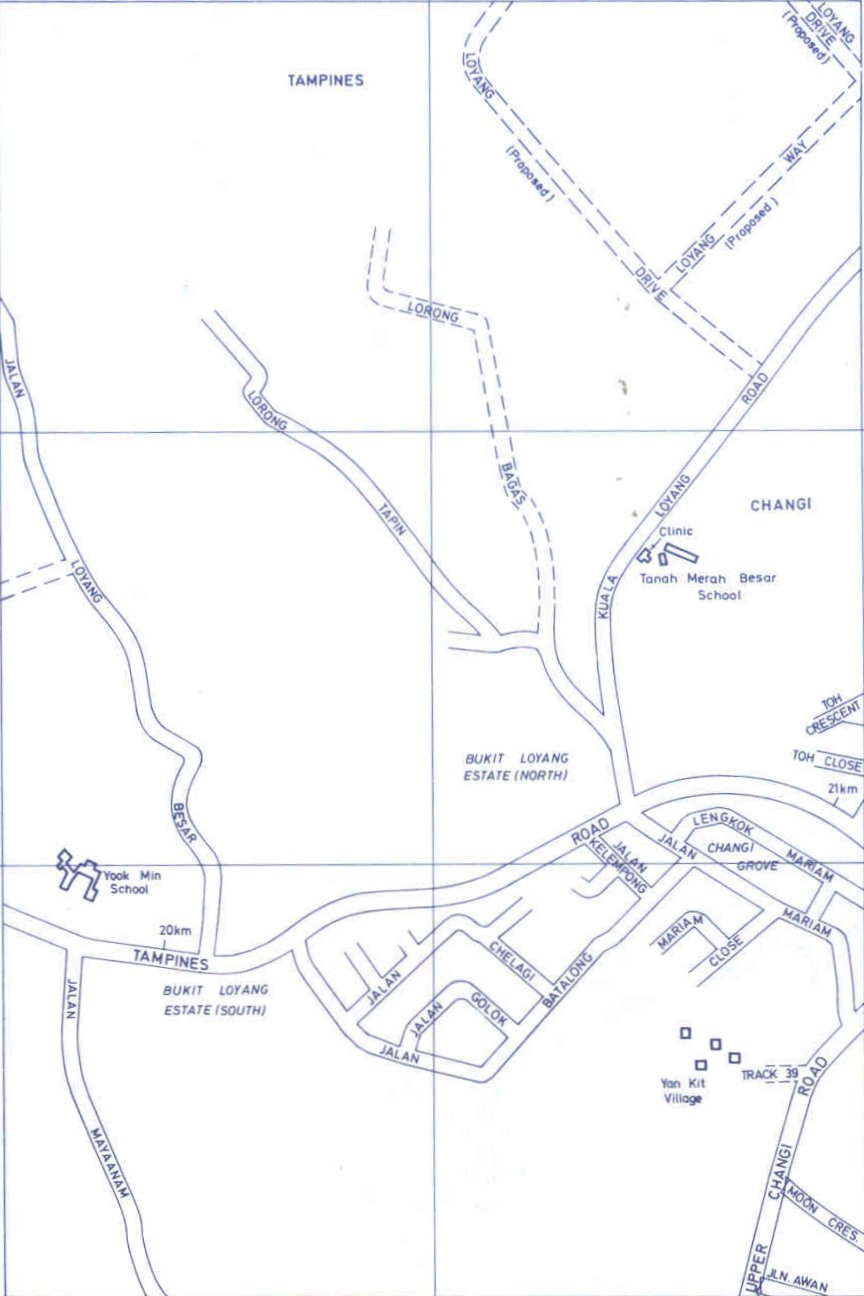 TAMPINES
LOYANG
DRIVE
(Proposed)
LOYANG
(Proposed)
DRIVE
LOYANG
WAY
(Proposed)
LORONG
BAGAS
JALAN
LOYANG
BESAR
LORONG
TAPIN
KUALA
LOYANG
ROAD
CHANGI
Clinic
Tanah Merah Besar
School
TOH
CRESCENT
TOH CLOSE
21km
BUKIT LOYANG
ESTATE (NORTH)
ROAD
LENGKOK
MARIAM
JALAN
MARIAM
CHANGI
GROVE
JALAN
KELEMPONG
Yook Min
School
20km
TAMPINES
BUKIT LOYANG
ESTATE (SOUTH)
JALAN
CHELAGI
JALAN
GOLOK
JALAN
BATALONG
MARIAM
CLOSE
JALAN
MAYAANAM
Yan Kit
Village
TRACK 39
UPPER
CHANGI
ROAD
MOON CRES.
JLN. AWAN